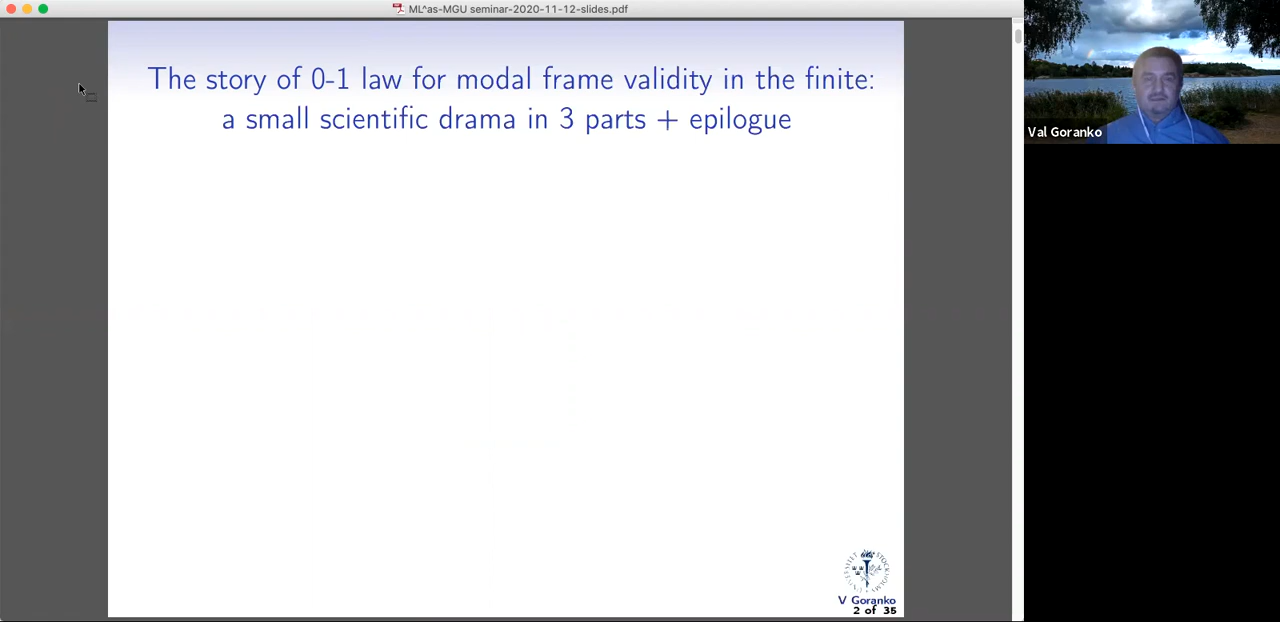 ML^as-MGU seminar-2020-11-12-slides.pdf
The story of 0-1 law for modal frame validity in the finite:
a small scientific drama in 3 parts + epilogue
Val Goranko
V Goranko
2 of 35